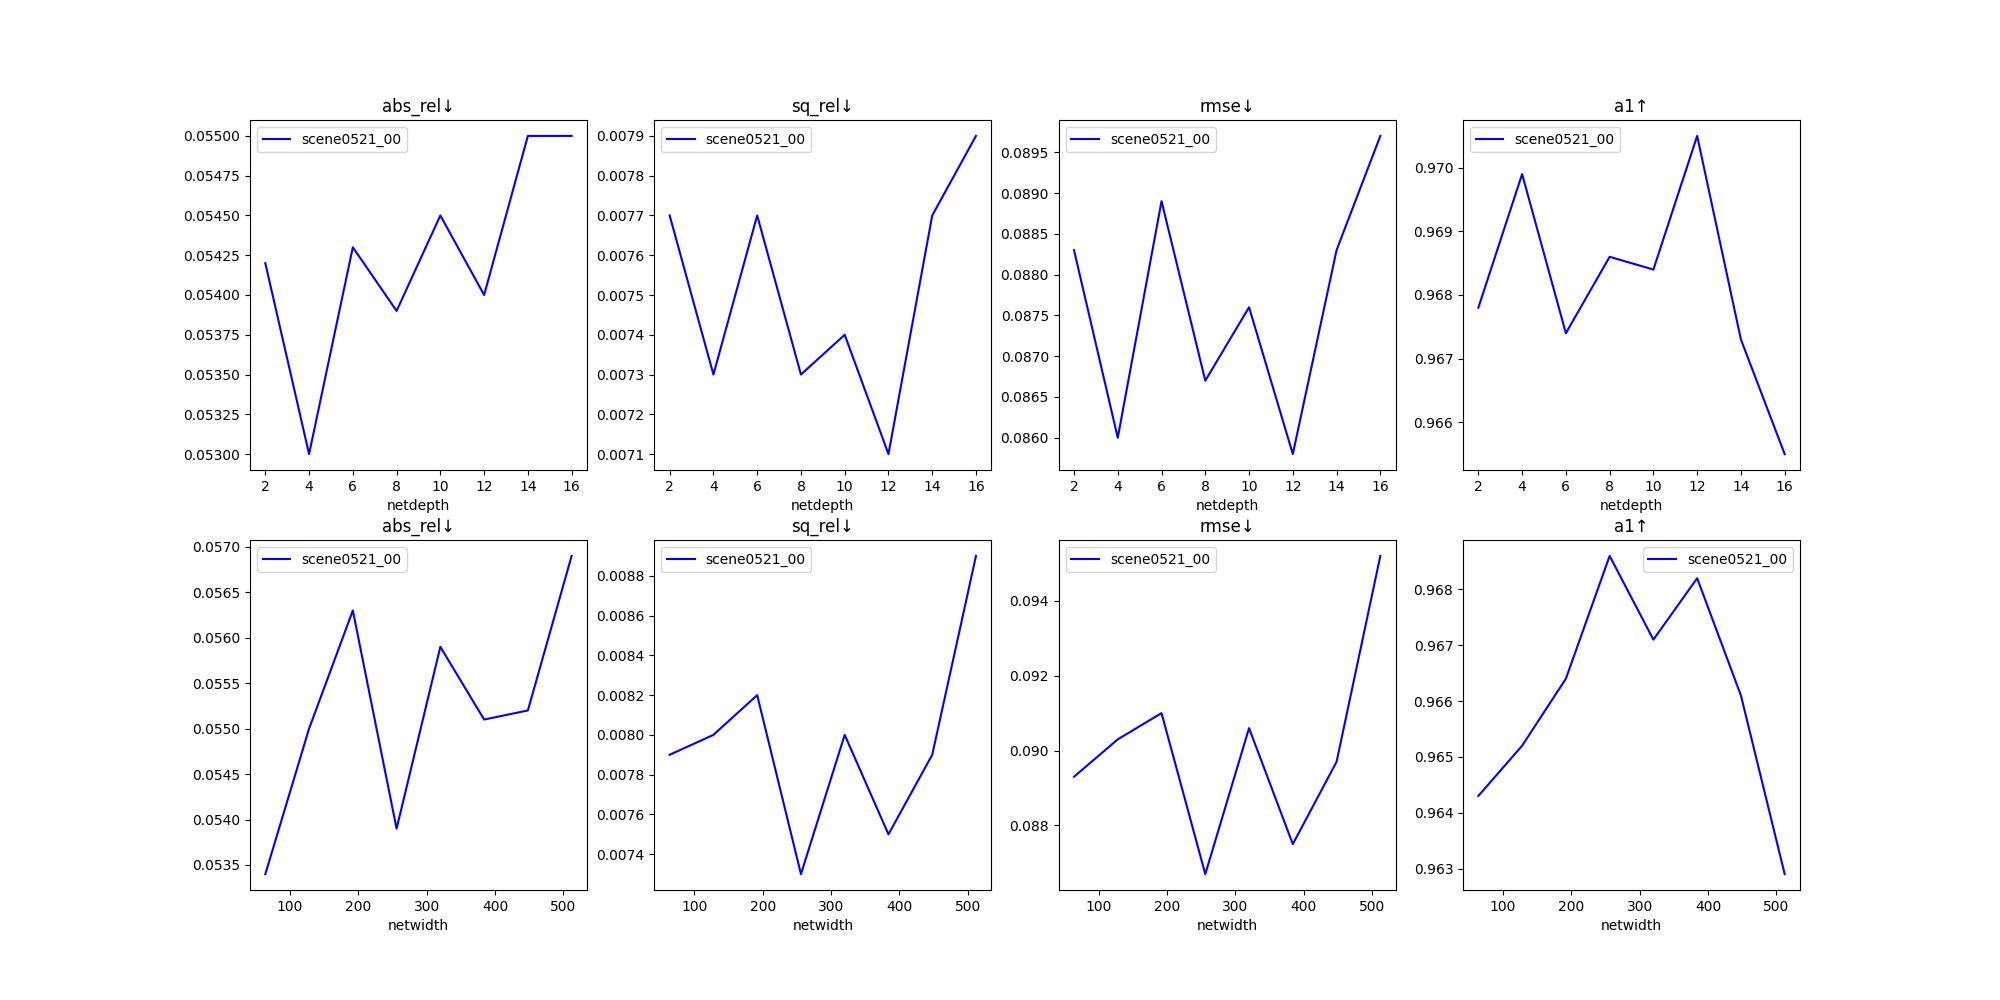 abs_rel↓
sq_rel↓
rmse↓
a1↑
scene0521_00
scene0521_00
scene0521_00
scene0521_00
0.05500
0.05475
0.05450
0.05425
0.05400
0.05375
0.05350
0.05325
0.05300
2 4 6 8 10 12 14 16
netdepth
0.0079
0.0078
0.0077
0.0076
0.0075
0.0074
0.0073
0.0072
0.0071
2 4 6 8 10 12 14 16
netdepth
0.0895
0.0890
0.0885
0.0880
0.0875
0.0870
0.0865
0.0860
2 4 6 8 10 12 14 16
netdepth
0.970
0.969
0.968
0.967
0.966
2 4 6 8 10 12 14 16
netdepth
abs_rel↓
sq_rel↓
rmse↓
a1↑
scene0521_00
scene0521_00
scene0521_00
scene0521_00
0.0570
0.0565
0.0560
0.0555
0.0550
0.0545
0.0540
0.0535
100 200 300 400 500
netwidth
0.0088
0.0086
0.0084
0.0082
0.0080
0.0078
0.0076
0.0074
100 200 300 400 500
netwidth
0.094
0.092
0.090
0.088
100 200 300 400 500
netwidth
0.968
0.967
0.966
0.965
0.964
0.963
100 200 300 400 500
netwidth